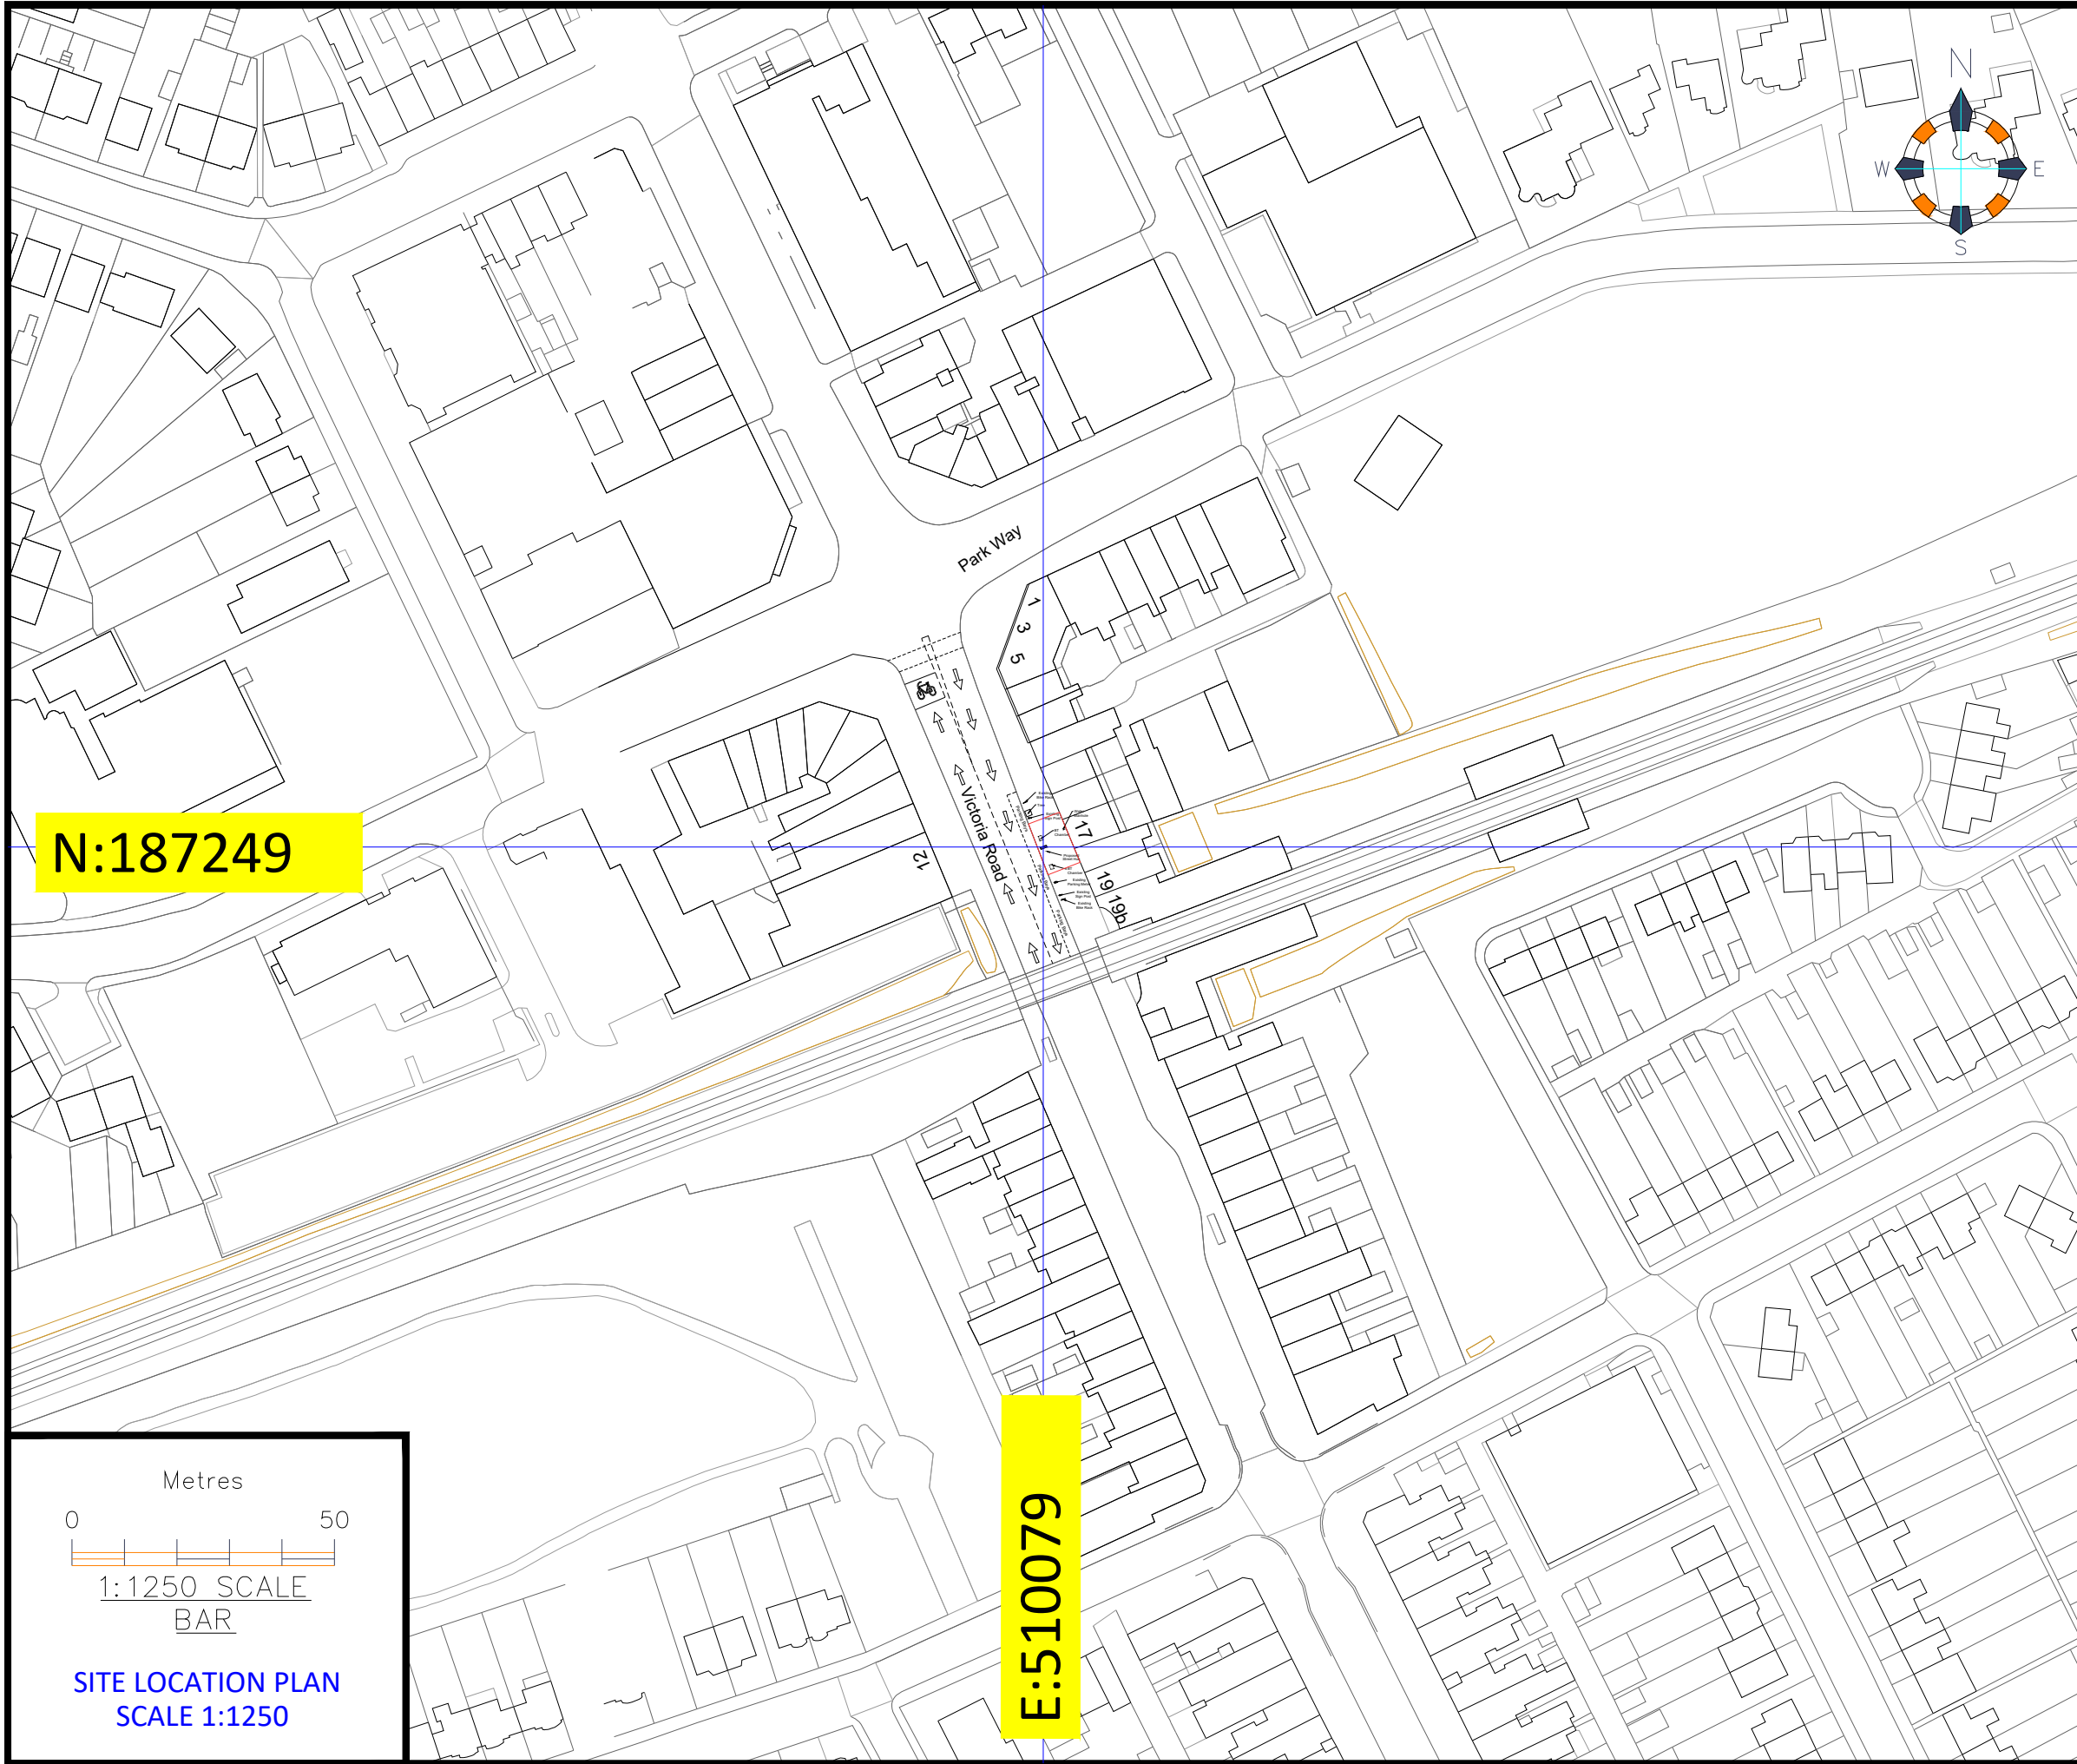 N
W
E
S
Park Way
1
3
5
Victoria Road
17
12
19 19b
N:187249
E:510079
Metres
0 50
1:1250 SCALE
BAR
SITE LOCATION PLAN
SCALE 1:1250